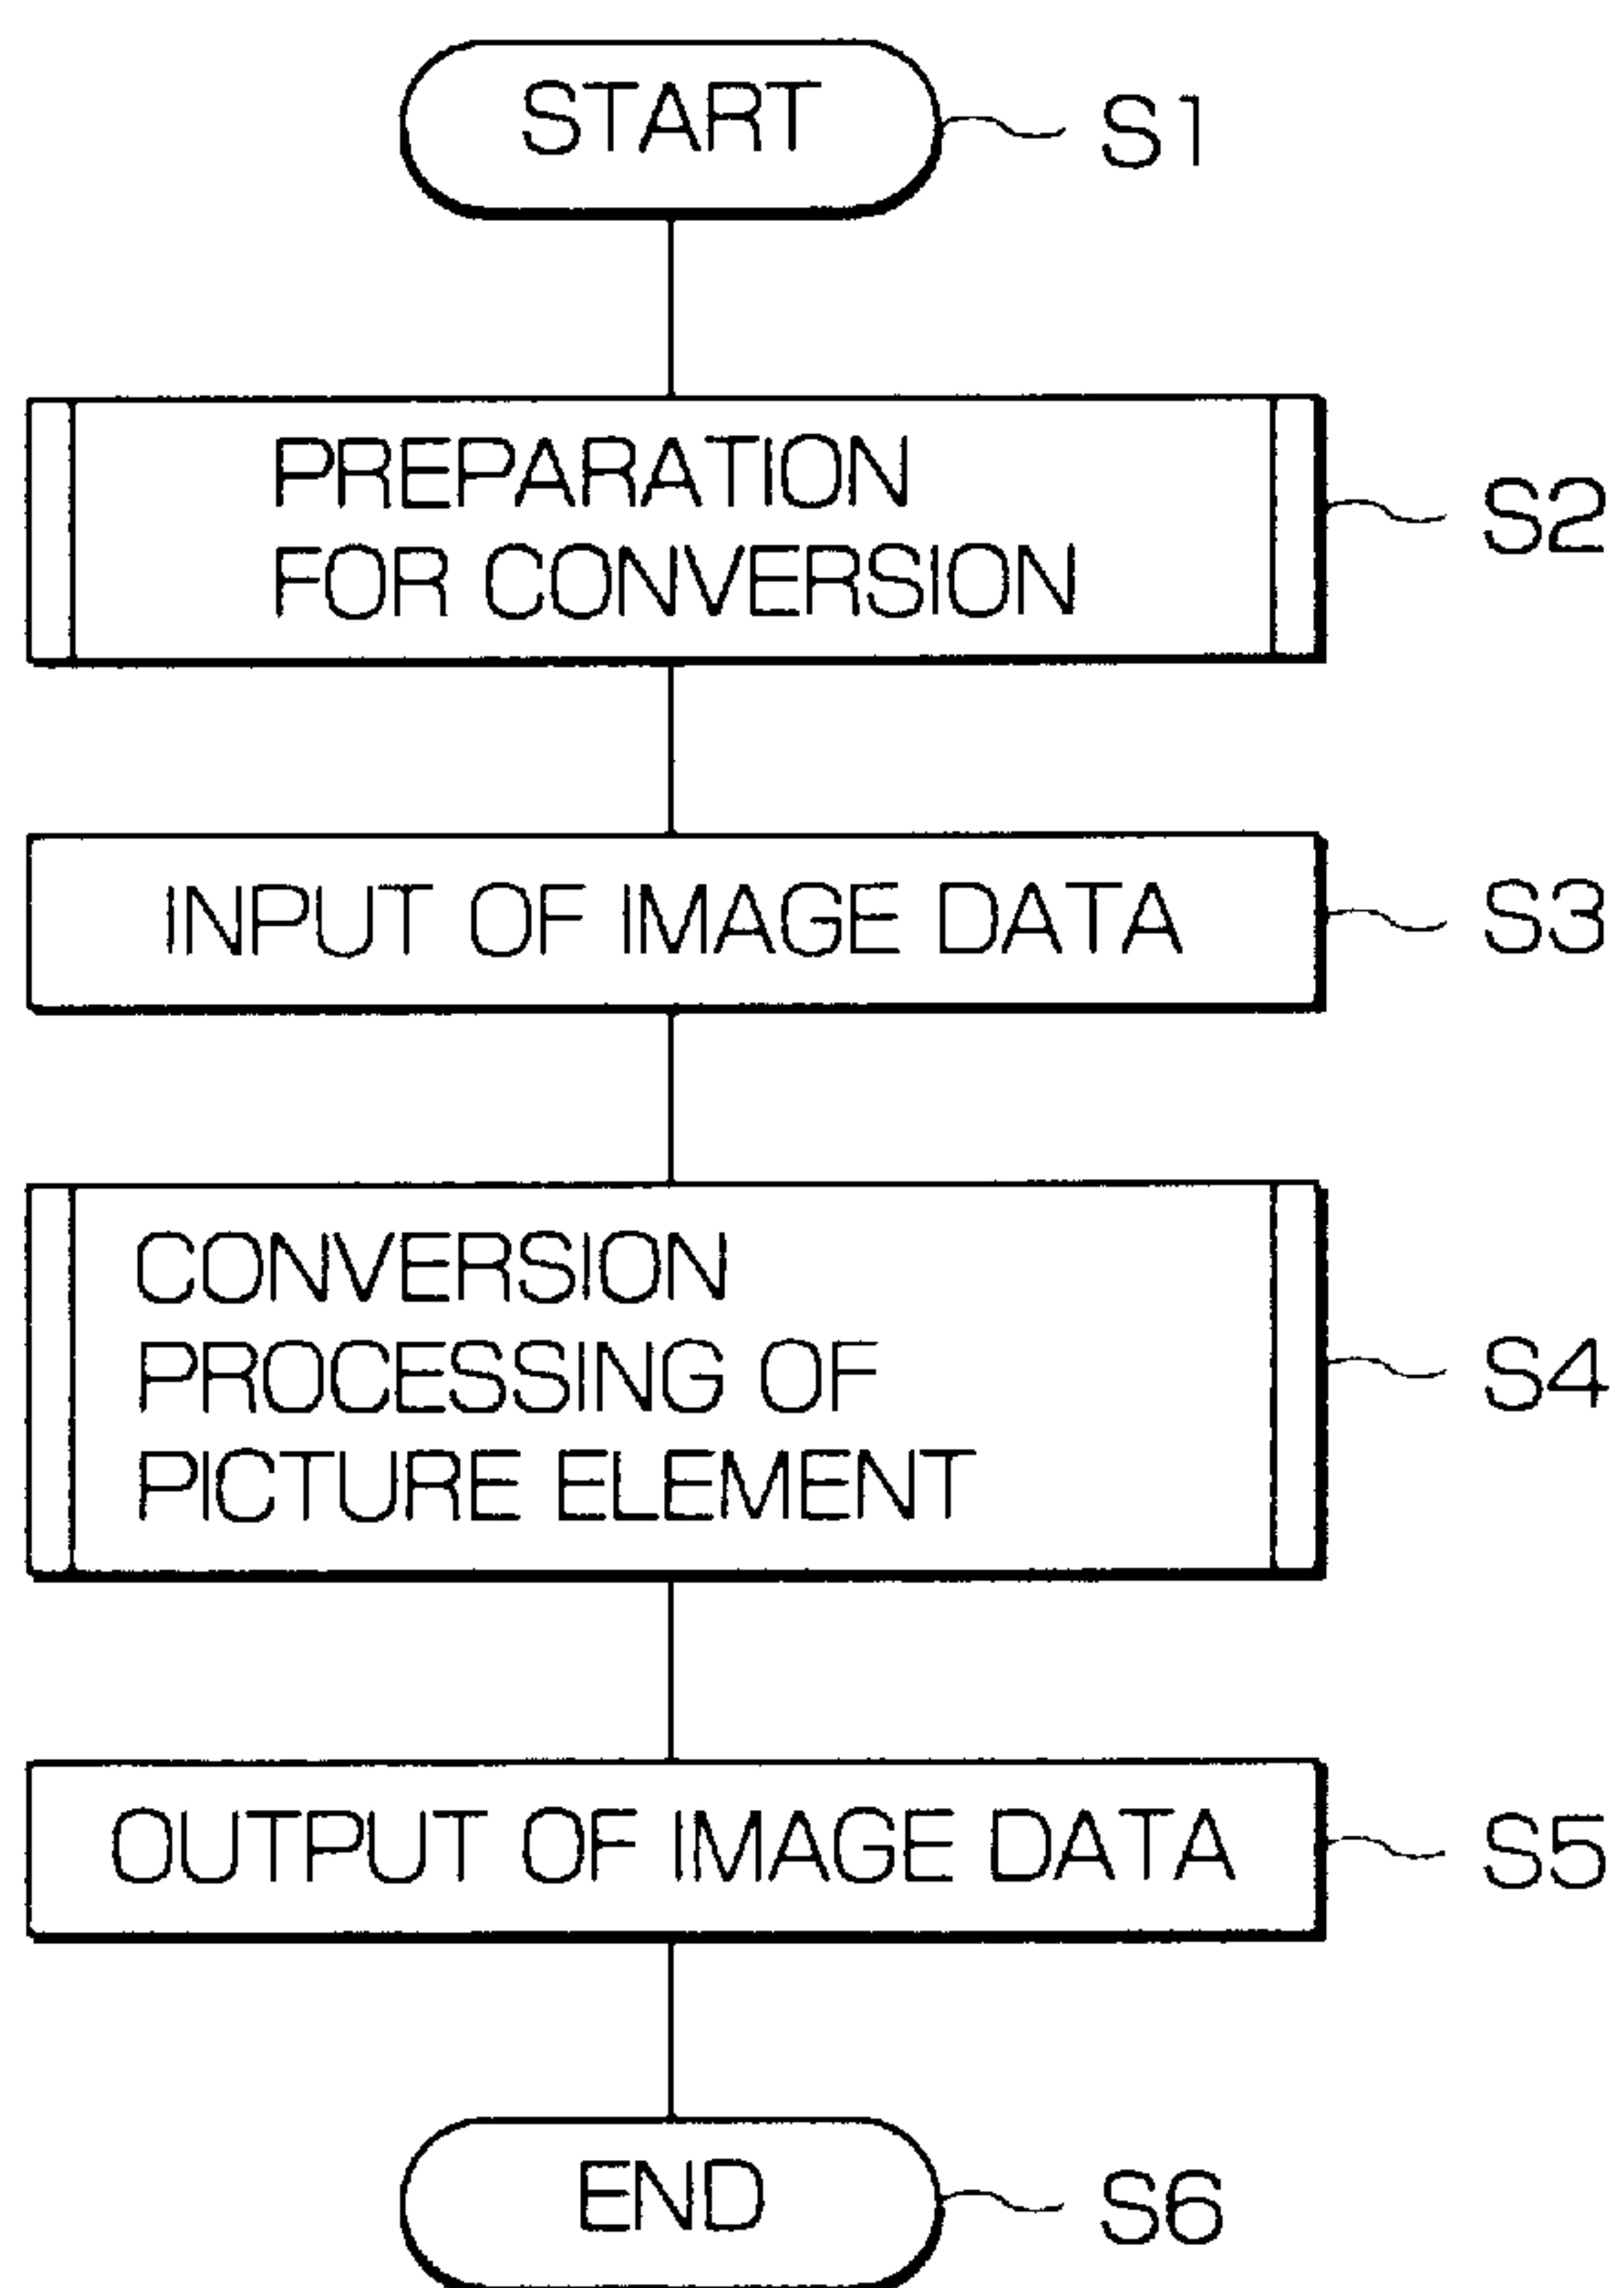 START
S1
PREPARATION
FOR CONVERSION
S2
INPUT OF IMAGE DATA
S3
CONVERSION
PROCESSING OF
PICTURE ELEMENT
S4
OUTPUT OF IMAGE DATA
S5
END
S6